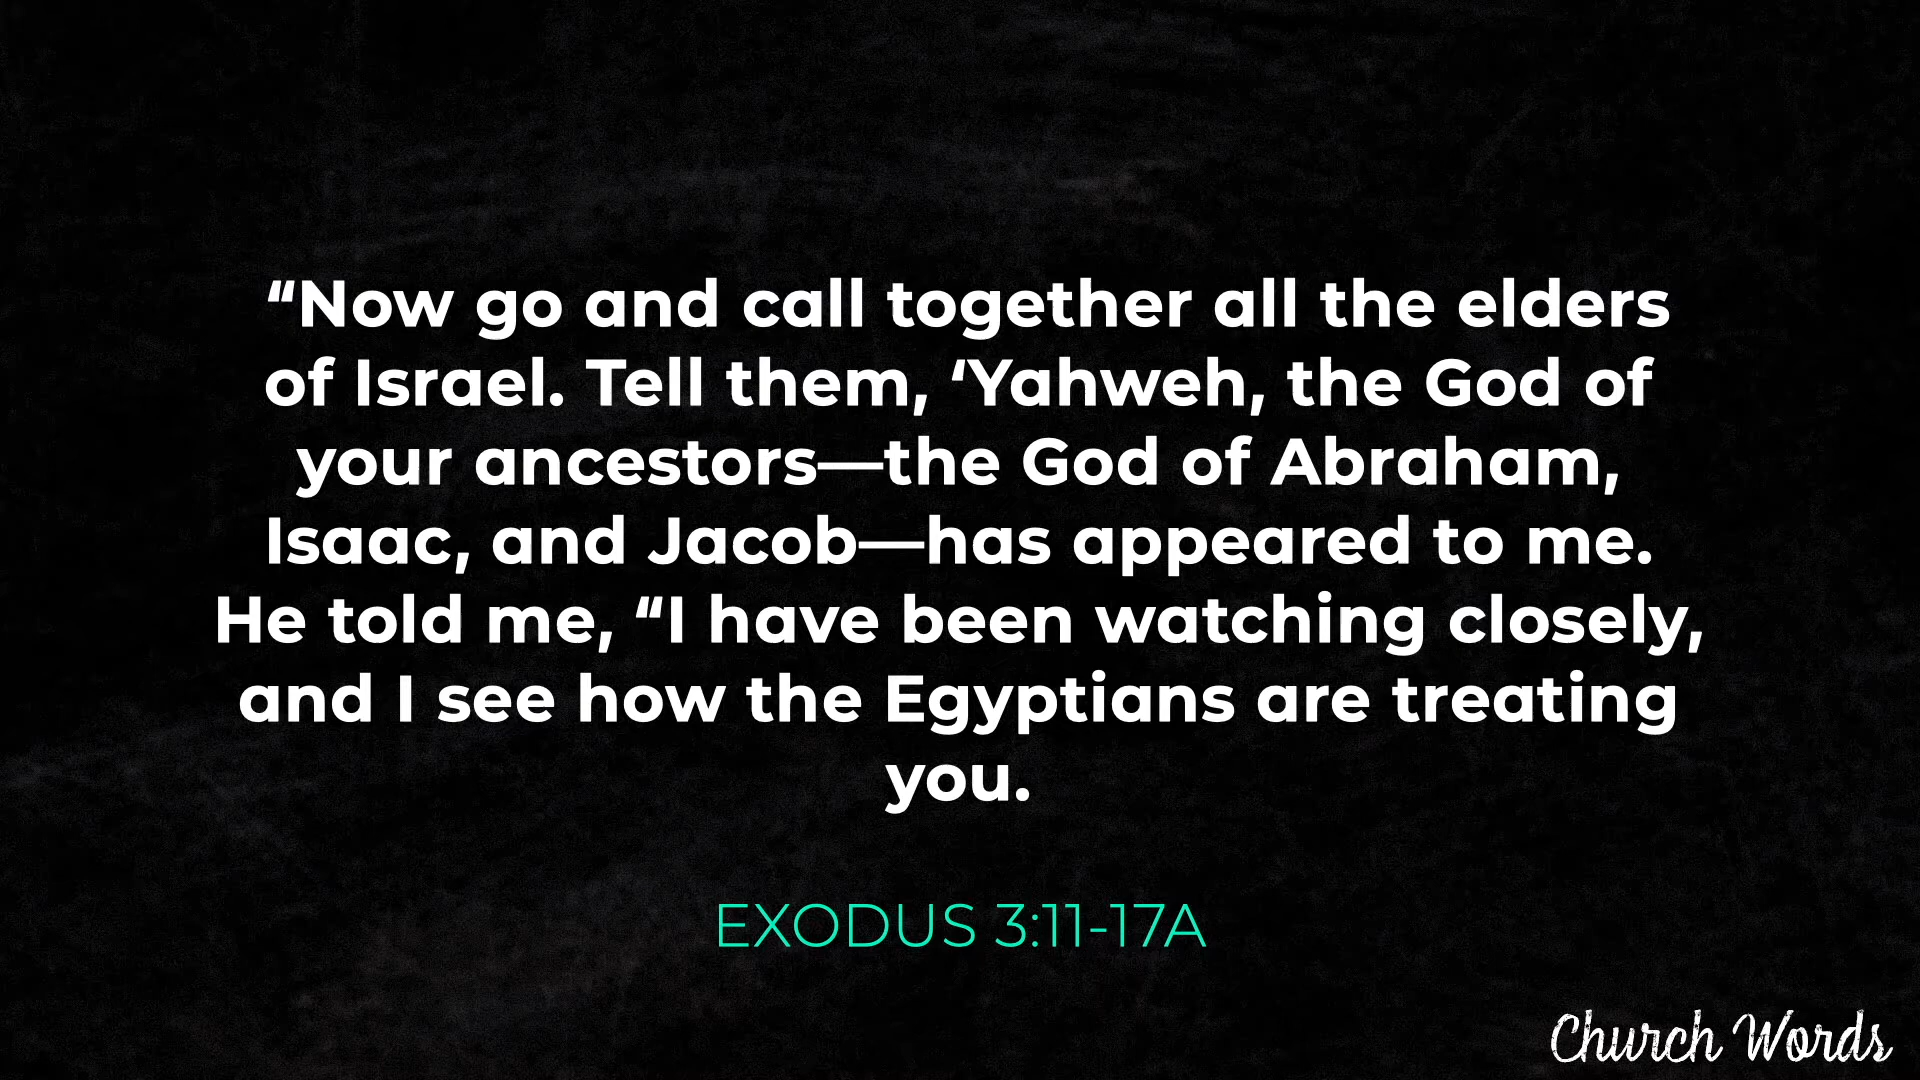 “Now go and call together all the elders
of Israel. Tell them, ‘Yahweh, the God of
your ancestors—the God of Abraham,
Isaac, and Jacob—has appeared to me.
He told me, “I have been watching closely,
and I see how the Egyptians are treating
you.
EXODUS 3:11-17A
Church Words